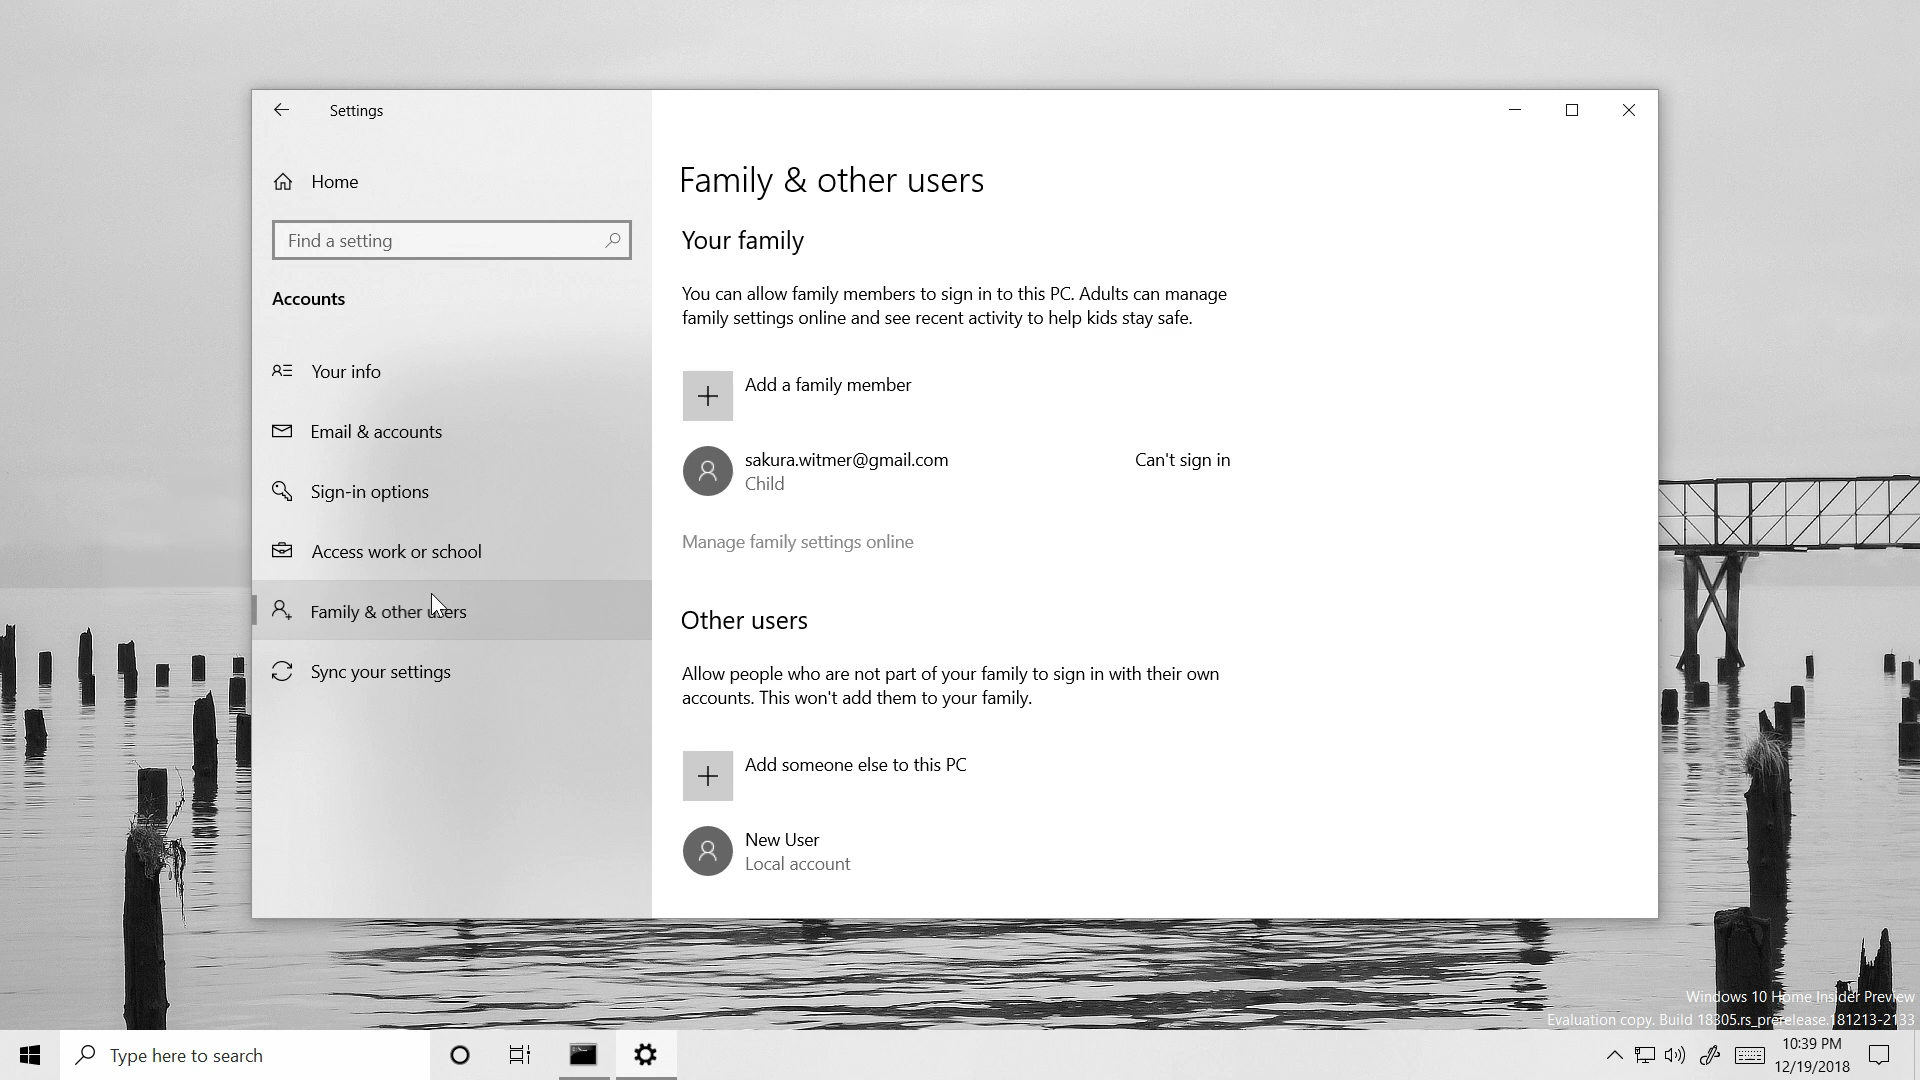 Settings
Home
Find a setting
Accounts
Your info
Email & accounts
Sign-in options
Access work or school
Family & other users
Sync your settings
Family & other users
Your family
You can allow family members to sign in to this PC. Adults can manage
family settings online and see recent activity to help kids stay safe.
Add a family member
sakura.witmer@gmail.com Can't sign in
Child
Manage family settings online
Other users
Allow people who are not part of your family to sign in with their own
accounts. This won't add them to your family.
Add someone else to this PC
New User
Local account
Windows 10 Home Insider Preview
Evaluation copy. Build 18305.rs_prerelease.181213-2133
Type here to search
10:39 PM
12/19/2018